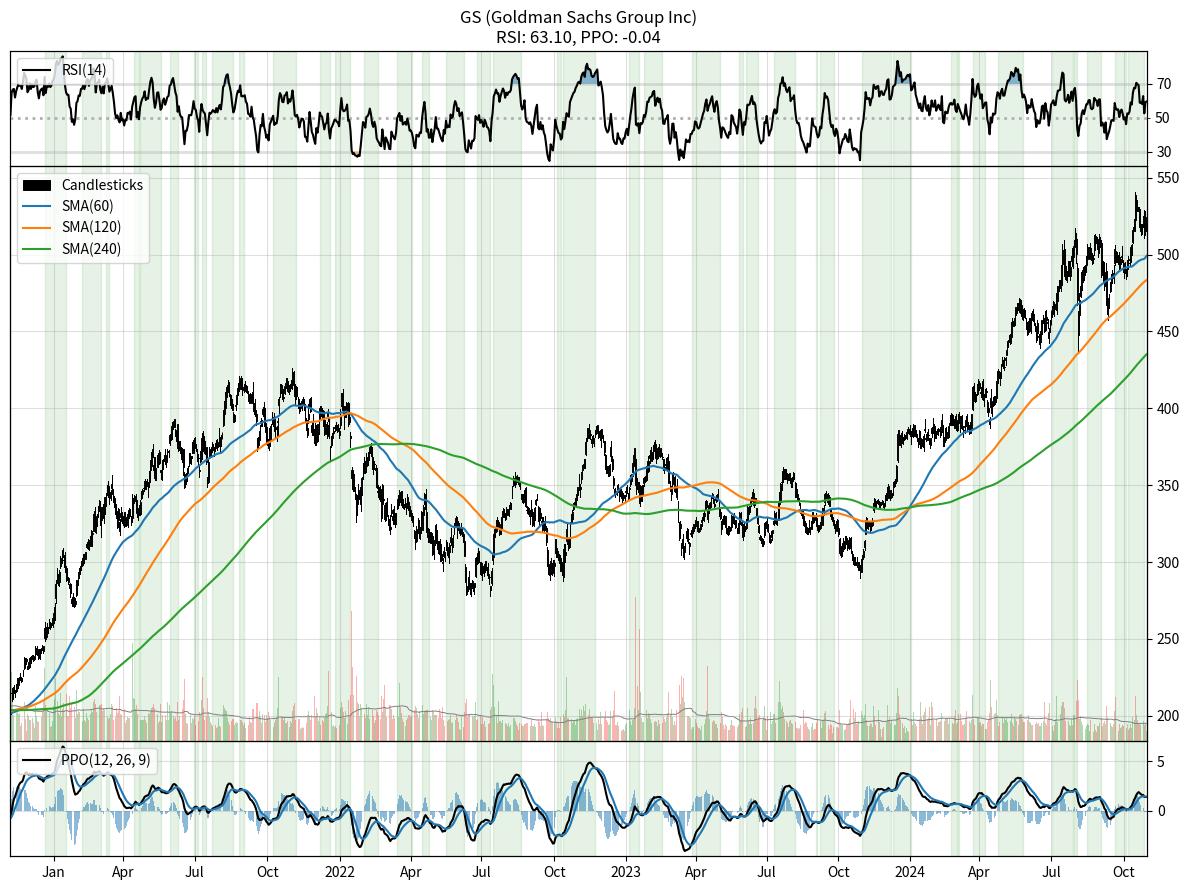 GS (Goldman Sachs Group Inc)
RSI: 63.10, PPO: -0.04
RSI(14)
70
50
30
Candlesticks
SMA(60)
SMA(120)
SMA(240)
550
500
450
400
350
300
250
200
PPO(12, 26, 9)
5
0
Jan Apr Jul Oct 2022 Apr Jul Oct 2023 Apr Jul Oct 2024 Apr Jul Oct